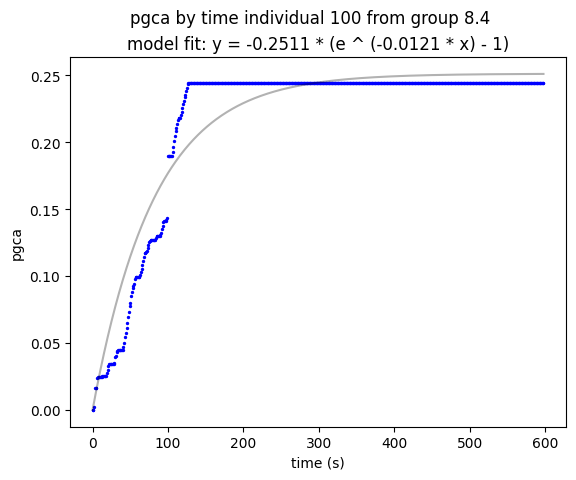 pgca by time individual 100 from group 8.4
model fit: y = -0.2511 * (e ^ (-0.0121 * x) - 1)
0.25
0.20
0.15
0.10
0.05
0.00
pgca
0 100 200 300 400 500 600
time (s)